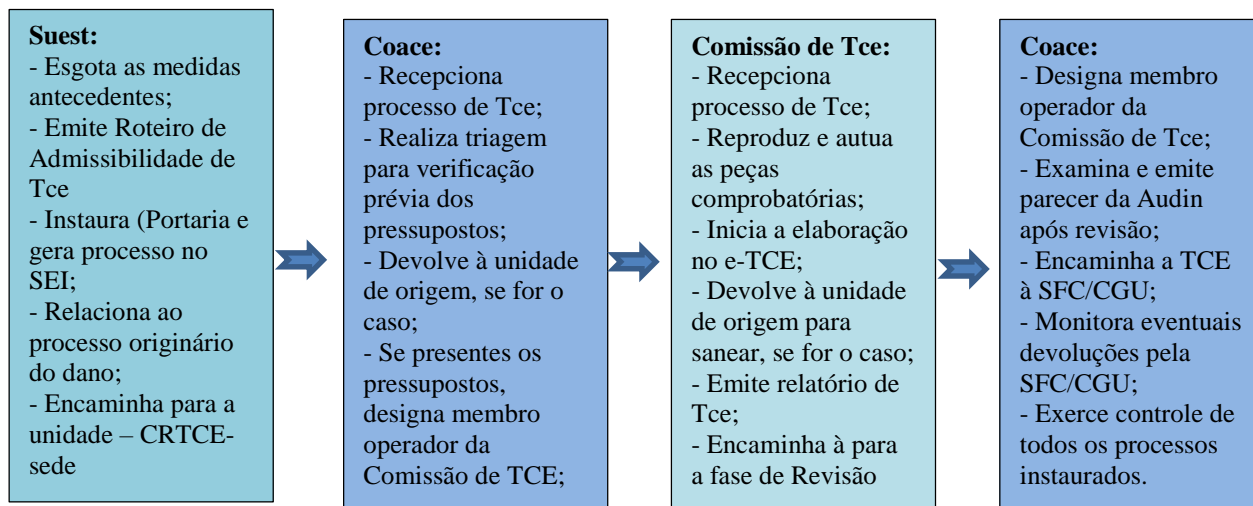 Suest:
- Esgota as medidas
antecedentes;
- Emite Roteiro de
Admissibilidade de
Tce
- Instaura (Portaria e
gera processo no
SEI;
- Relaciona ao
processo originário
do dano;
- Encaminha para a
unidade – CRTCE-
sede
Coace:
- Recepciona
processo de Tce;
- Realiza triagem
para verificação
prévia dos
pressupostos;
- Devolve à unidade
de origem, se for o
caso;
- Se presentes os
pressupostos,
designa membro
operador da
Comissão de TCE;
Comissão de Tce:
- Recepciona
processo de Tce;
- Reproduz e autua
as peças
comprobatórias;
- Inicia a elaboração
no e-TCE;
- Devolve à unidade
de origem para
sanear, se for o caso;
- Emite relatório de
Tce;
- Encaminha à para
a fase de Revisão
Coace:
- Designa membro
operador da
Comissão de Tce;
- Examina e emite
parecer da Audin
após revisão;
- Encaminha a TCE
à SFC/CGU;
- Monitora eventuais
devoluções pela
SFC/CGU;
- Exerce controle de
todos os processos
instaurados.